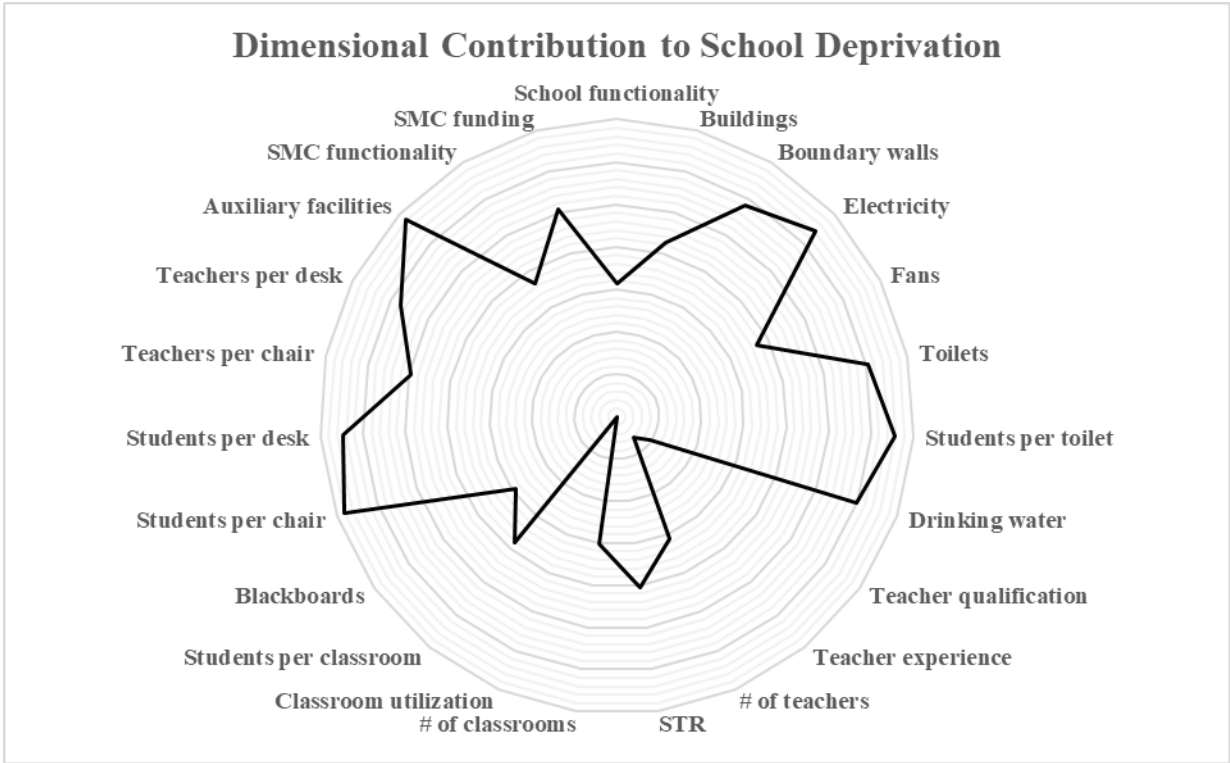 Dimensional Contribution to School Deprivation
School functionality
Buildings
Boundary walls
Electricity
Fans
Toilets
Students per toilet
Drinking water
Teacher qualification
Teacher experience
# of teachers
STR
# of classrooms
Classroom utilization
Students per classroom
Blackboards
Students per chair
Students per desk
Teachers per chair
Teachers per desk
Auxiliary facilities
SMC functionality
SMC funding